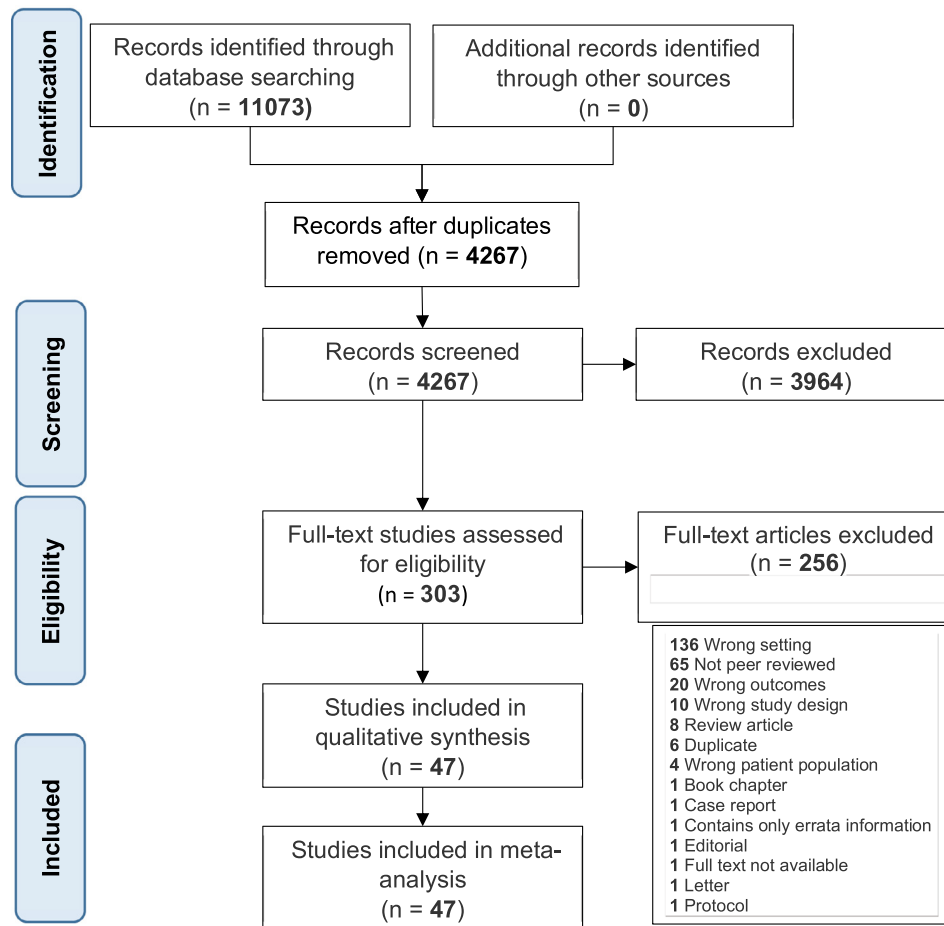 Identification
Records identified through
database searching
(n = 11073)
Additional records identified
through other sources
(n = 0)
Records after duplicates
removed (n = 4267)
Screening
Records screened
(n = 4267)
Records excluded
(n = 3964)
Eligibility
Full-text studies assessed
for eligibility
(n = 303)
Full-text articles excluded
(n = 256)
136 Wrong setting
65 Not peer reviewed
20 Wrong outcomes
10 Wrong study design
8 Review article
6 Duplicate
4 Wrong patient population
1 Book chapter
1 Case report
1 Contains only errata information
1 Editorial
1 Full text not available
1 Letter
1 Protocol
Included
Studies included in
qualitative synthesis
(n = 47)
Studies included in meta-
analysis
(n = 47)